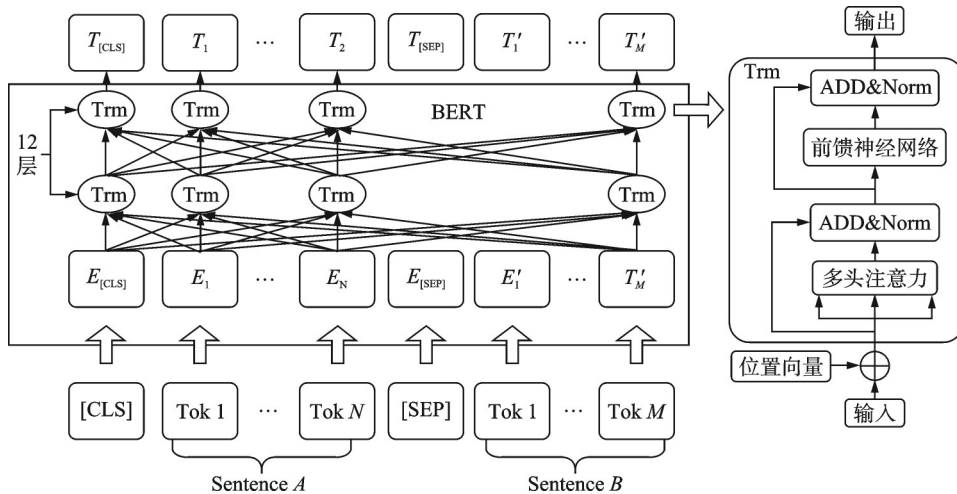 T[CLS] T1 … T2 T[SEP] T′1 … T′M
BERT
Trm Trm Trm Trm
12
层
Trm Trm Trm Trm
E[CLS] E1 … EN E[SEP] E′1 … T′M
[CLS] Tok 1 … Tok N [SEP] Tok 1 … Tok M
Sentence A Sentence B
输出
Trm
ADD&Norm
前馈神经网络
ADD&Norm
多头注意力
位置向量
输入